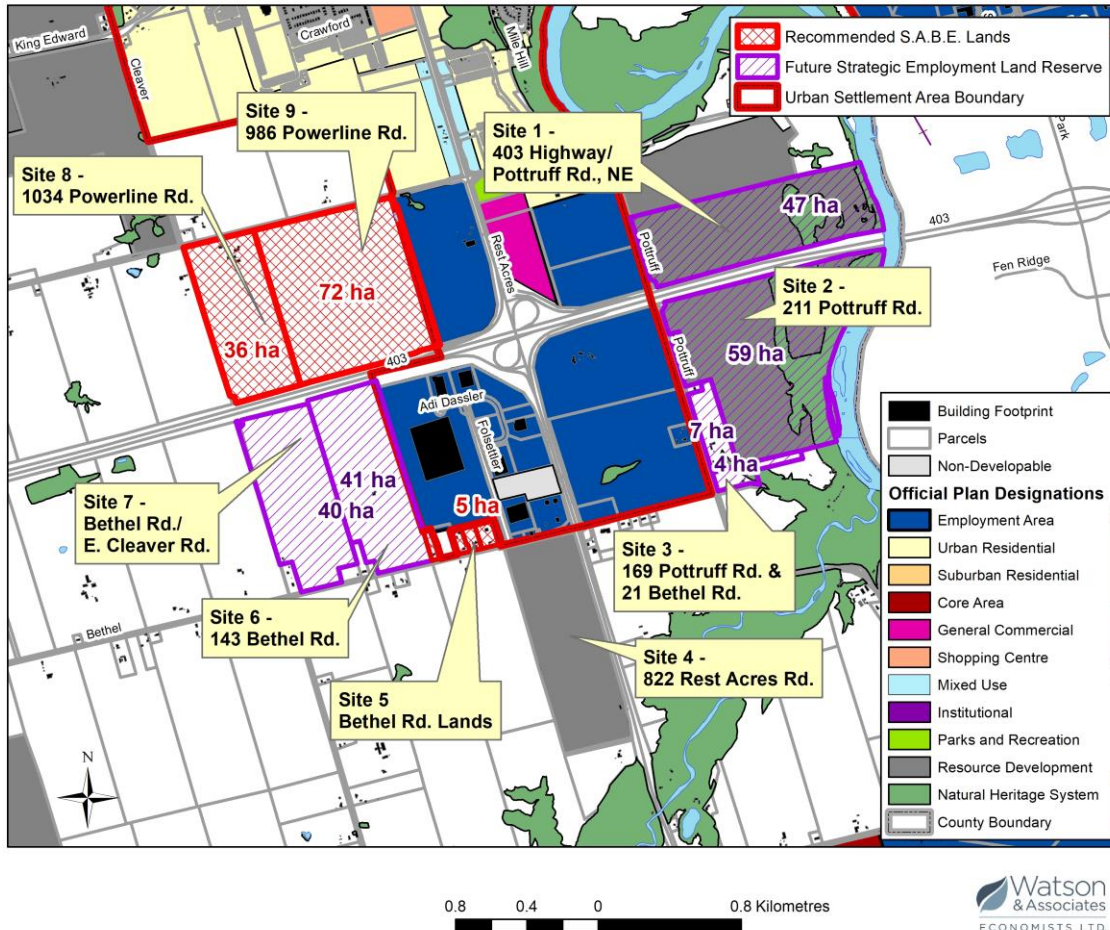 King Edward
Crawford
Cleaver
Mile Hill
Park
Recommended S.A.B.E. Lands
Future Strategic Employment Land Reserve
Urban Settlement Area Boundary
Site 9 -
986 Powerline Rd.
Site 1 -
403 Highway/
Pottruff Rd., NE
Site 8 -
1034 Powerline Rd.
47 ha
403
Fen Ridge
Rest Acres
Pottruff
72 ha
36 ha
403
Site 2 -
211 Pottruff Rd.
59 ha
Pottruff
Adi Dassler
Folsettler
7 ha
4 ha
41 ha
40 ha
5 ha
Site 7 -
Bethel Rd./
E. Cleaver Rd.
Site 3 -
169 Pottruff Rd. &
21 Bethel Rd.
Site 6 -
143 Bethel Rd.
Bethel
Site 4 -
822 Rest Acres Rd.
Site 5
Bethel Rd. Lands
N
Building Footprint
Parcels
Non-Developable
Official Plan Designations
Employment Area
Urban Residential
Suburban Residential
Core Area
General Commercial
Shopping Centre
Mixed Use
Institutional
Parks and Recreation
Resource Development
Natural Heritage System
County Boundary
0.8 0.4 0 0.8 Kilometres
Watson
& Associates
ECONOMISTS LTD.